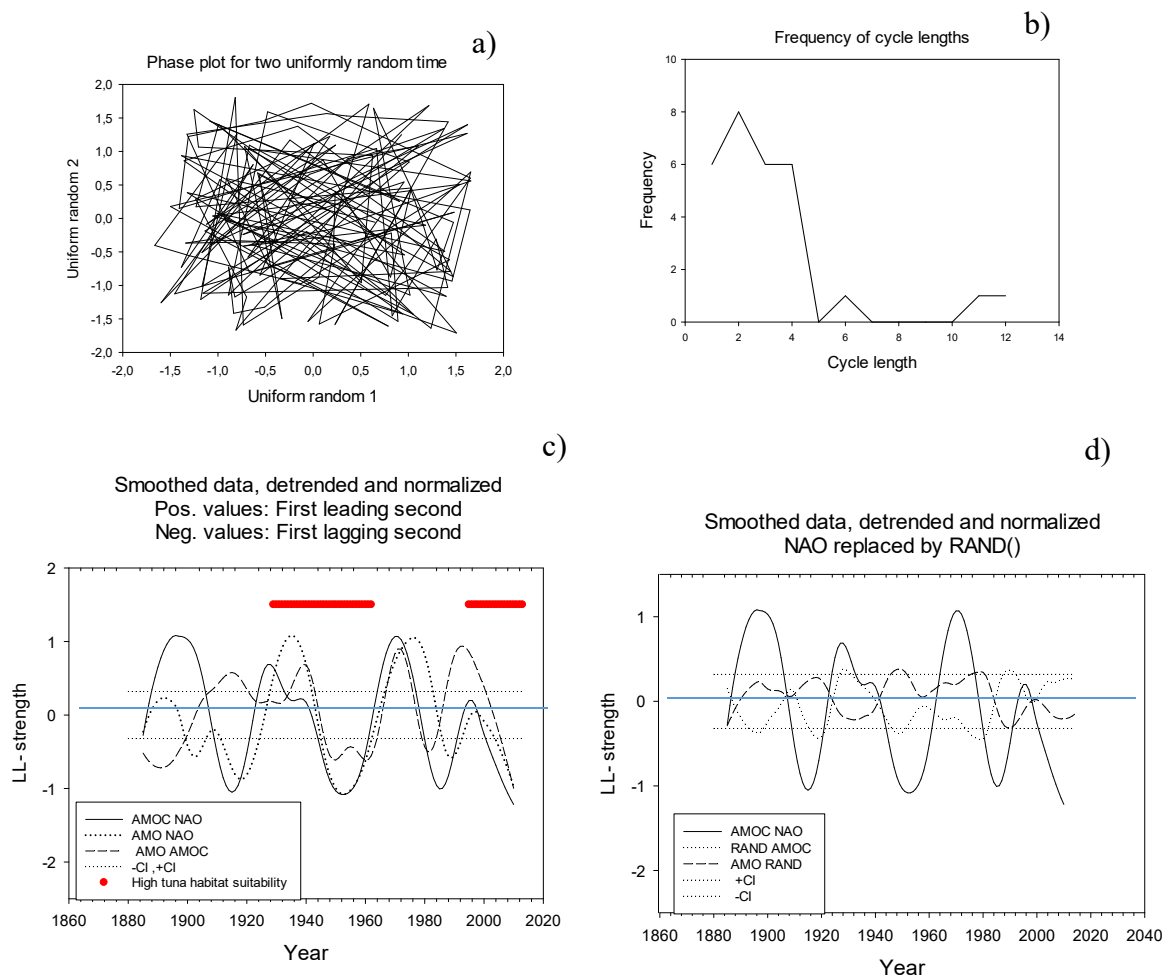 a)
Phase plot for two uniformly random time
2,0
1,5
1,0
0,5
0,0
-0,5
-1,0
-1,5
-2,0
Uniform random 2
-2,0 -1,5 -1,0 -0,5 0,0 0,5 1,0 1,5 2,0
Uniform random 1
b)
Frequency of cycle lengths
10
8
6
4
2
0
Frequency
0 2 4 6 8 10 12 14
Cycle length
c)
Smoothed data, detrended and normalized
Pos. values: First leading second
Neg. values: First lagging second
2
1
0
-1
-2
LL- strength
AMOC NAO
AMO NAO
AMO AMOC
-CI ,+CI
High tuna habitat suitability
1860 1880 1900 1920 1940 1960 1980 2000 2020
Year
d)
Smoothed data, detrended and normalized
NAO replaced by RAND()
1
0
-1
-2
LL- strength
AMOC NAO
RAND AMOC
AMO RAND
+CI
-CI
1860 1880 1900 1920 1940 1960 1980 2000 2020 2040
Year